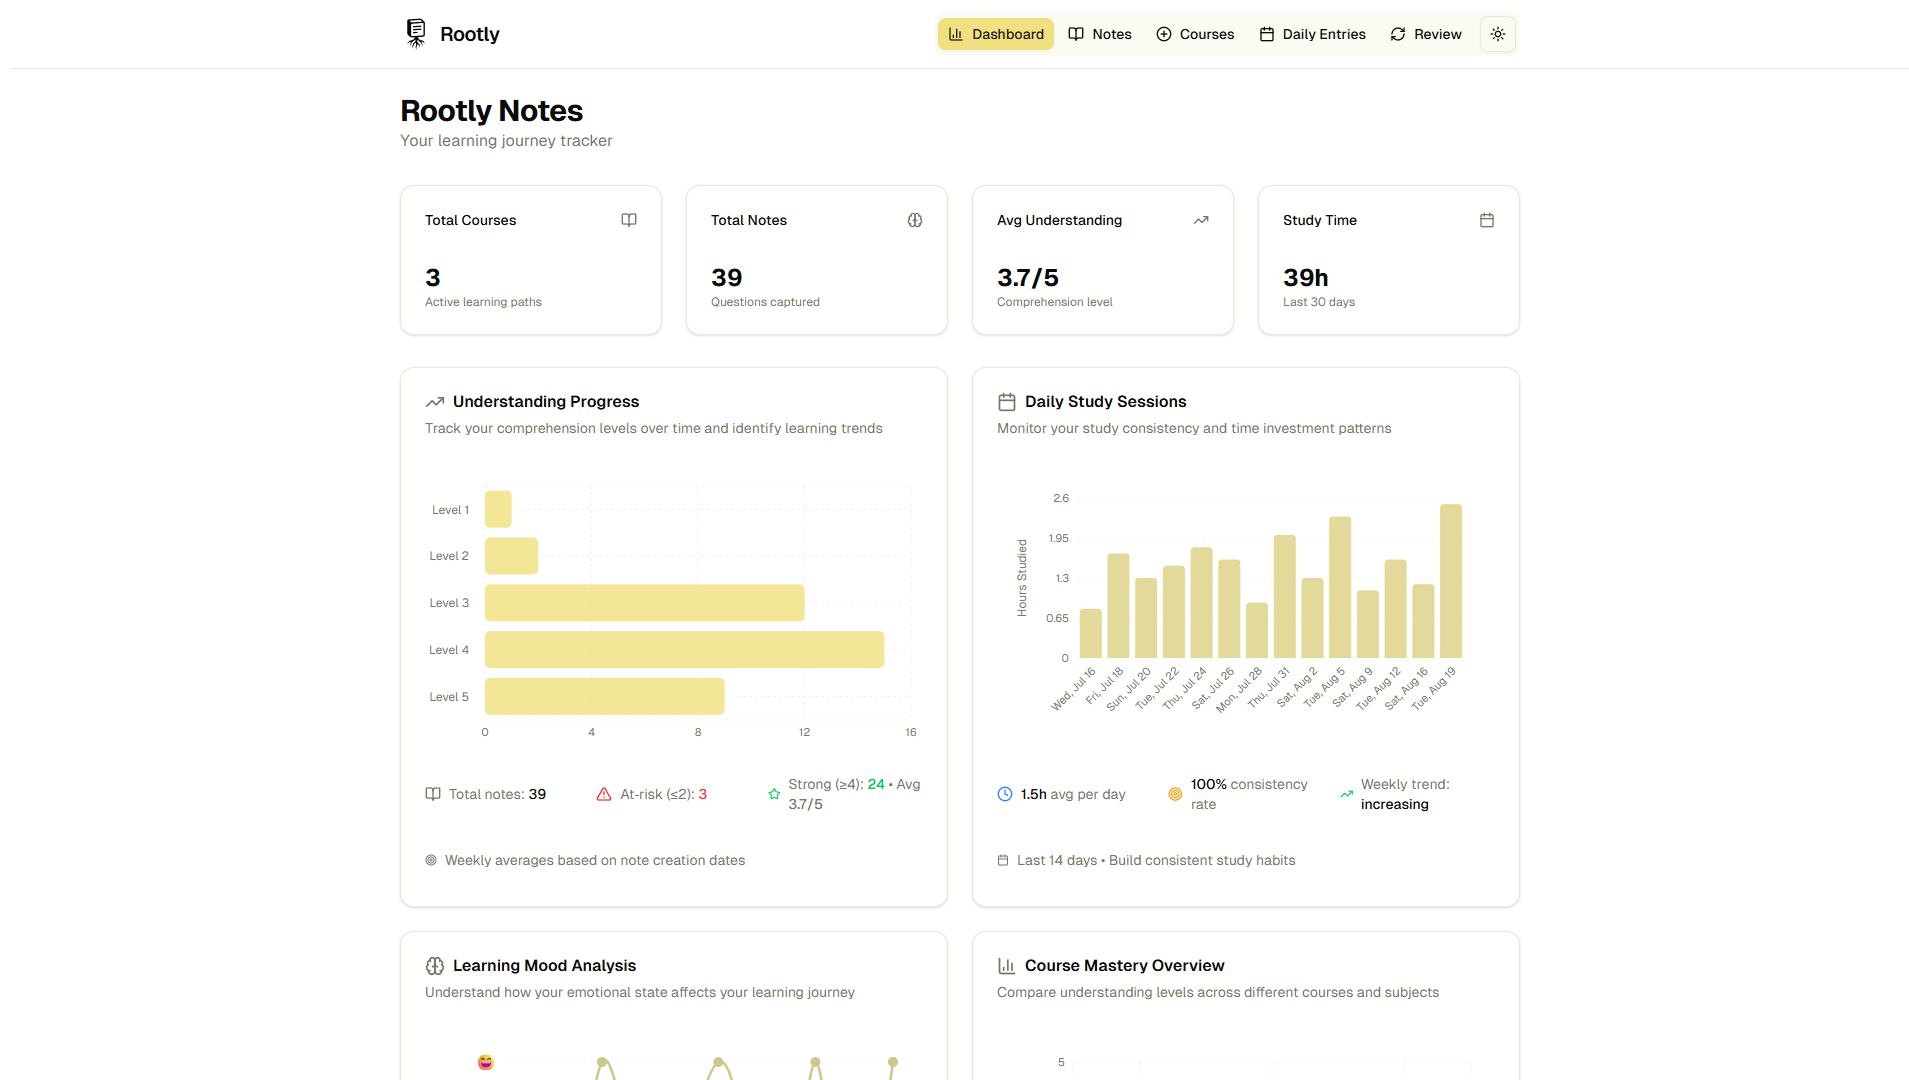 Rootly
Dashboard
Notes
Courses
Daily Entries
Review
Rootly Notes
Your learning journey tracker
Total Courses
3
Active learning paths
Total Notes
39
Questions captured
Avg Understanding
3.7/5
Comprehension level
Study Time
39h
Last 30 days
Understanding Progress
Track your comprehension levels over time and identify learning trends
Level 1
Level 2
Level 3
Level 4
Level 5
0
4
8
12
16
Total notes: 39
At-risk (≤2): 3
Strong (≥4): 24 • Avg
3.7/5
Weekly averages based on note creation dates
Daily Study Sessions
Monitor your study consistency and time investment patterns
Hours Studied
2.6
1.95
1.3
0.65
0
Wed, Jul 16
Fri, Jul 18
Sun, Jul 20
Tue, Jul 22
Thu, Jul 24
Sat, Jul 26
Mon, Jul 28
Thu, Jul 31
Sat, Aug 2
Tue, Aug 5
Sat, Aug 9
Tue, Aug 12
Sat, Aug 16
Tue, Aug 19
1.5h avg per day
100% consistency
rate
Weekly trend:
increasing
Last 14 days • Build consistent study habits
Learning Mood Analysis
Understand how your emotional state affects your learning journey
Course Mastery Overview
Compare understanding levels across different courses and subjects
5